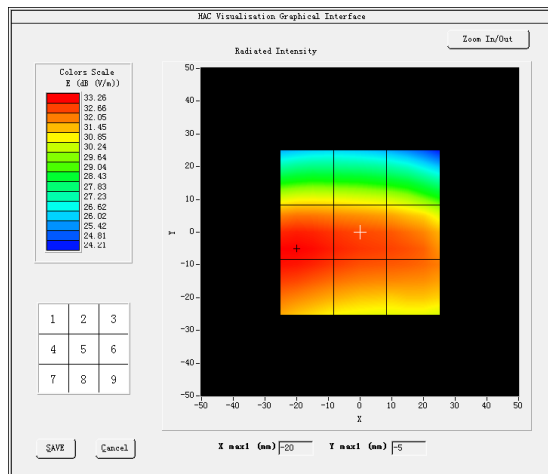 HAC Visualisation Graphical Interface
Zoom In/Out
Radiated Intensity
Colors Scale
E (dB (V/m))
33.26
32.66
32.05
31.45
30.85
30.24
29.64
29.04
28.43
27.83
27.23
26.62
26.02
25.42
24.81
24.21
50
40
30
20
10
0
-10
-20
-30
-40
-50
Y
-50 -40 -30 -20 -10 0 10 20 30 40 50
X
1 2 3
4 5 6
7 8 9
SAVE Cancel
X max1 (mm) -20 Y max1 (mm) -5